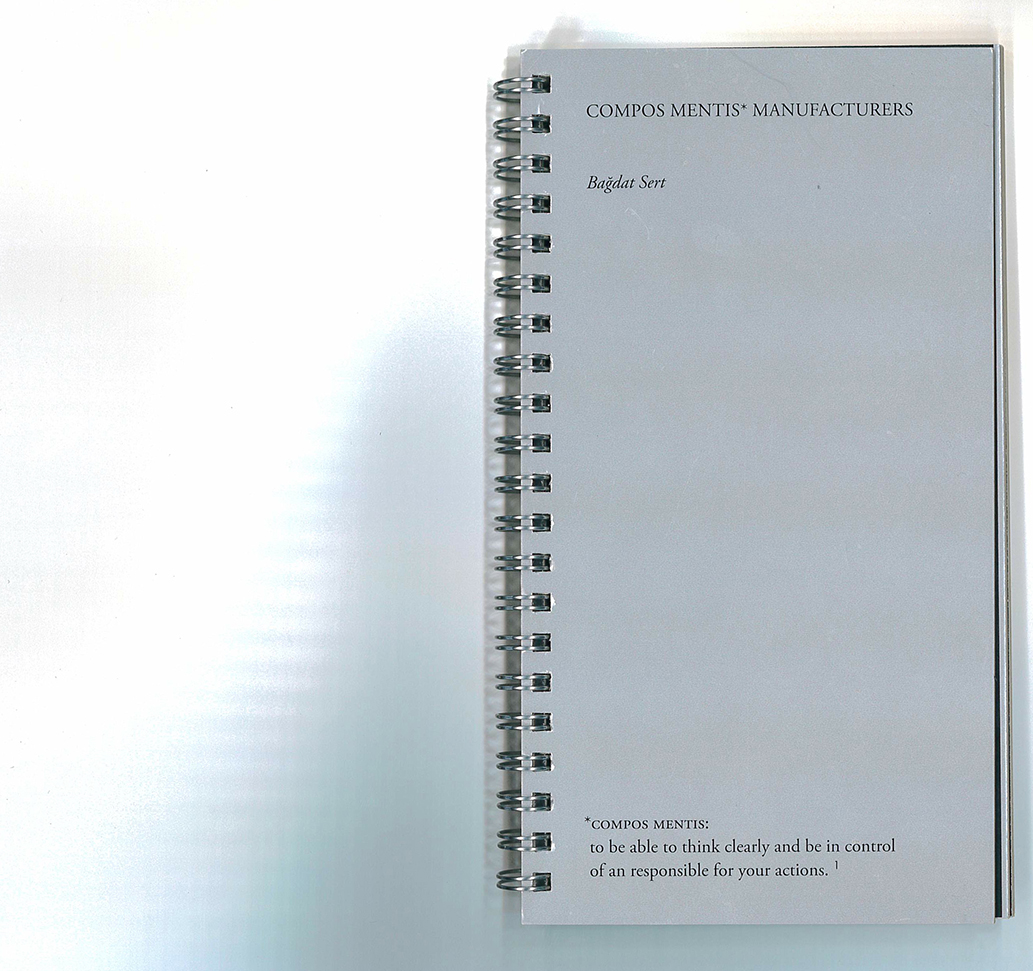 COMPOS MENTIS* MANUFACTURERS
Bağdat Sert
*COMPOS MENTIS:
to be able to think clearly and be in control
of an responsible for your actions. 1